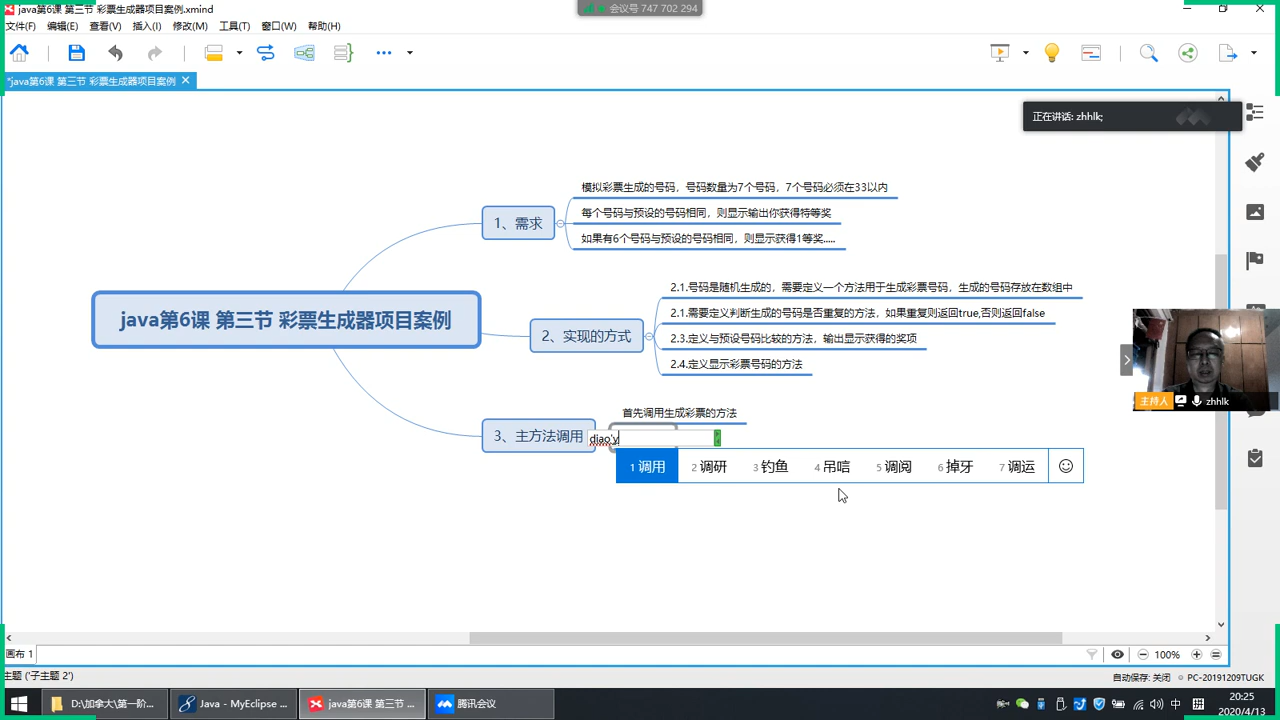 java第6课 第三节 彩票生成器项目案例.xmind
会议号 747 702 294
文件(F) 编辑(E) 查看(V) 插入(I) 修改(M) 工具(T) 窗口(W) 帮助(H)
*java第6课 第三节 彩票生成器项目案例
正在讲话: zhhlk;
模拟彩票生成的号码，号码数量为7个号码，7个号码必须在33以内
1、需求
每个号码与预设的号码相同，则显示输出你获得特等奖
如果有6个号码与预设的号码相同，则显示获得1等奖.....
2.1.号码是随机生成的，需要定义一个方法用于生成彩票号码，生成的号码存放在数组中
java第6课 第三节 彩票生成器项目案例
2.1.需要定义判断生成的号码是否重复的方法，如果重复则返回true,否则返回false
2、实现的方式
2.3.定义与预设号码比较的方法，输出显示获得的奖项
2.4.定义显示彩票号码的方法
主持人 zhhlk
首先调用生成彩票的方法
3、主方法调用
diao'y
1 调用 2 调研 3 钓鱼 4 吊唁 5 调阅 6 掉牙 7 调运
画布 1
100%
主题 ('子主题 2')
自动保存: 关闭 PC-20191209TUGK
D:\加拿大\第一阶...
Java - MyEclipse ...
java第6课 第三节 ...
腾讯会议
中
20:25
2020/4/13